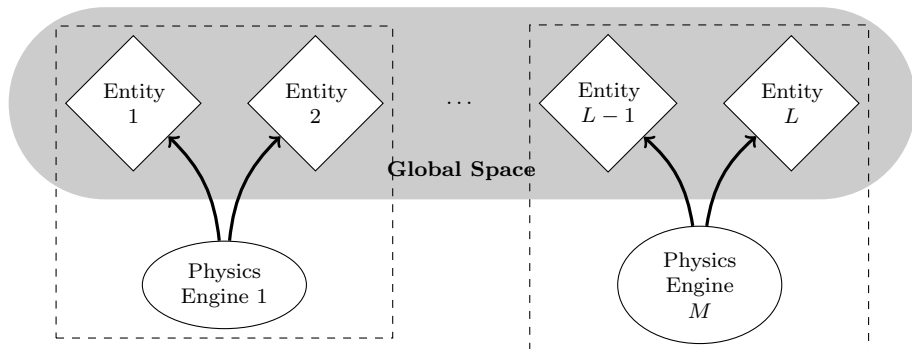 Entity
1
Entity
2
...
Entity
L − 1
Entity
L
Global Space
Physics
Engine 1
Physics
Engine
M